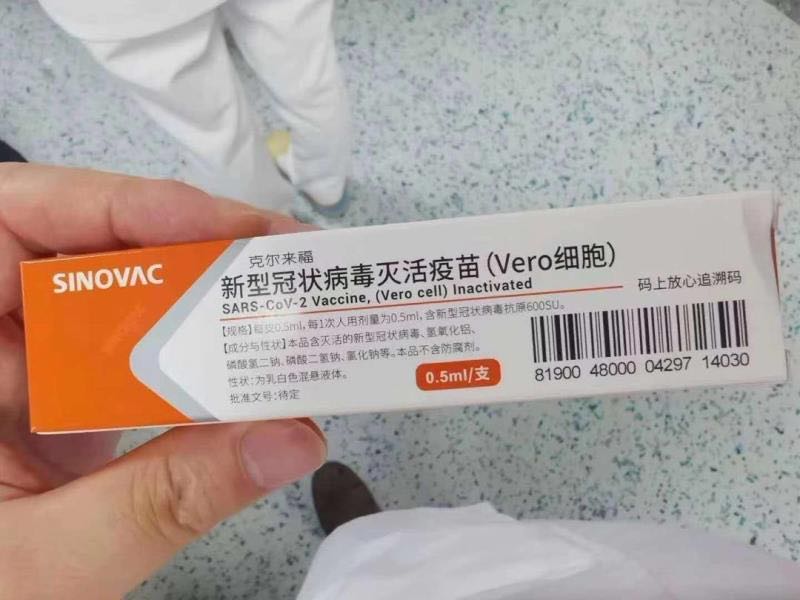 SINOVAC
克尔来福
新型冠状病毒灭活疫苗(Vero细胞)
SARS-CoV-2 Vaccine, (Vero cell) Inactivated
码上放心追溯码
【规格】每支0.5ml，每1次人用剂量为0.5ml，含新型冠状病毒抗原600SU。
【成分与性状】本品含灭活的新型冠状病毒、氢氧化铝、
磷酸氢二钠、磷酸二氢钠、氯化钠等。本品不含防腐剂。
性状：为乳白色混悬液体。
批准文号：待定
0.5ml/支
81900 48000 04297 14030